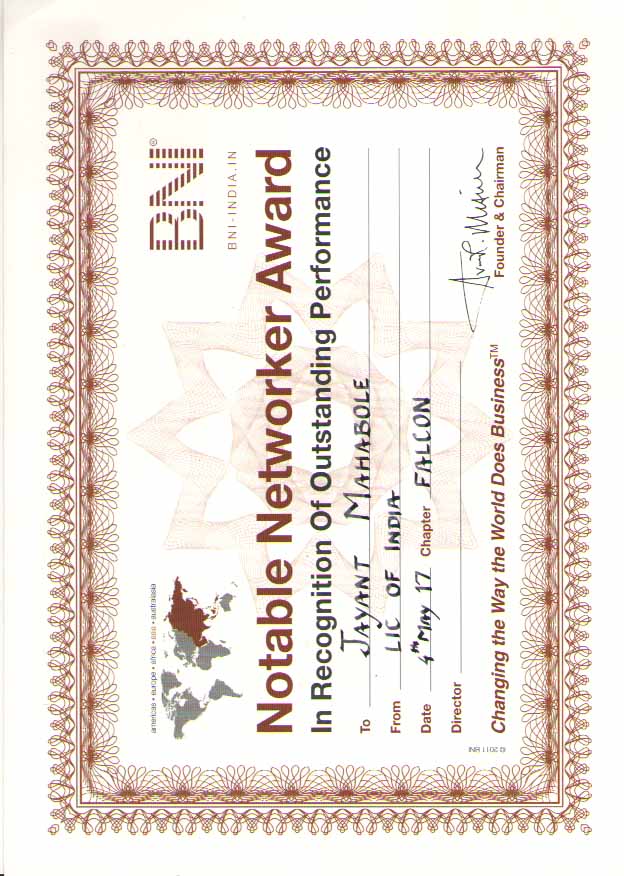 americas • europe • africa • asia • australasia
BNI®
BNI-INDIA.IN
Notable Networker Award
In Recognition Of Outstanding Performance
To JAYANT MAHABOLE
From LIC OF INDIA
Date 4th May 17 Chapter FALCON
Director
Founder & Chairman
Changing the Way the World Does Business™
© 2011 BNI